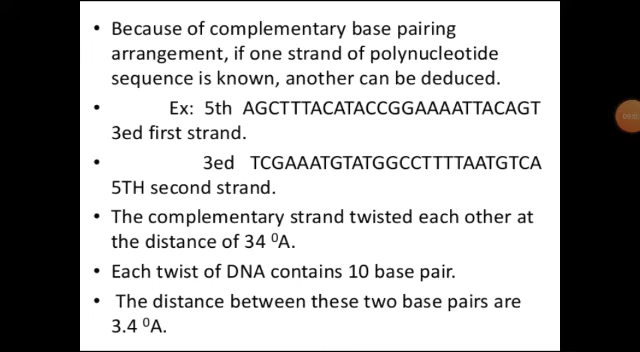 • Because of complementary base pairing
arrangement, if one strand of polynucleotide
sequence is known, another can be deduced.
• Ex: 5th AGCTTTACATACCGGAAAATTACAGT
3ed first strand.
• 3ed TCGAAATGTATGGCCTTTTAATGTCA
5TH second strand.
• The complementary strand twisted each other at
the distance of 34 ⁰A.
• Each twist of DNA contains 10 base pair.
• The distance between these two base pairs are
3.4 ⁰A.